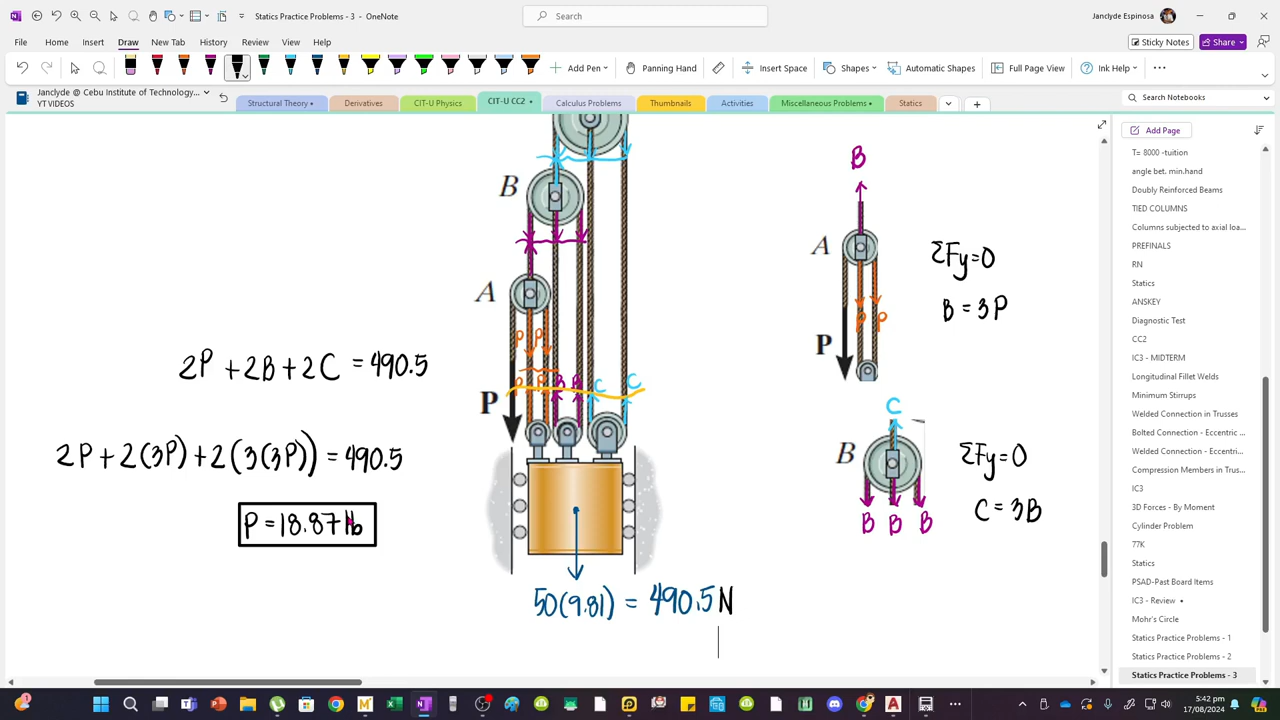 Statics Practice Problems - 3 - OneNote
Search
Janclyde Espinosa
File Home Insert Draw New Tab History Review View Help
Sticky Notes Share
Add Pen Panning Hand Insert Space Shapes Automatic Shapes Full Page View Ink Help
Janclyde @ Cebu Institute of Technology...
YT VIDEOS
Structural Theory Derivatives CIT-U Physics CIT-U CC2 Calculus Problems Thumbnails Activities Miscellaneous Problems Statics
Search Notebooks
Add Page
T= 8000 -tuition
angle bet. min.hand
Doubly Reinforced Beams
TIED COLUMNS
Columns subjected to axial loa...
PREFINALS
RN
Statics
ANSKEY
Diagnostic Test
CC2
IC3 - MIDTERM
Longitudinal Fillet Welds
Minimum Stirrups
Welded Connection in Trusses
Bolted Connection - Eccentric ...
Welded Connection - Eccentri...
Compression Members in Trus...
IC3
3D Forces - By Moment
Cylinder Problem
77K
Statics
PSAD-Past Board Items
IC3 - Review
Mohr's Circle
Statics Practice Problems - 1
Statics Practice Problems - 2
Statics Practice Problems - 3
B
A
P P
P P B B C C
P
2P + 2B + 2C = 490.5
2P + 2(3P) + 2(3(3P)) = 490.5
P = 18.87 lb
50(9.81) = 490.5 N
B
A
P P
P
ΣFy=0
B = 3P
C
B
B B B
ΣFy=0
C = 3B
5:42 pm
17/08/2024